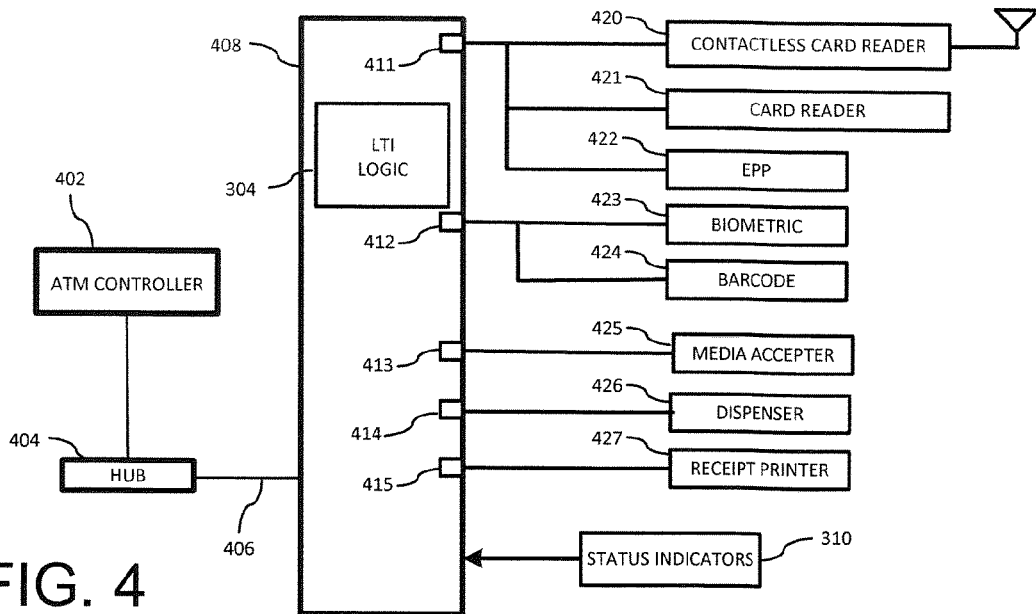 408
411
LTI
LOGIC
304
402
412
ATM CONTROLLER
413
414
404
HUB
415
406
420
CONTACTLESS CARD READER
421
CARD READER
422
EPP
423
BIOMETRIC
424
BARCODE
425
MEDIA ACCEPTER
426
DISPENSER
427
RECEIPT PRINTER
STATUS INDICATORS
310
FIG. 4